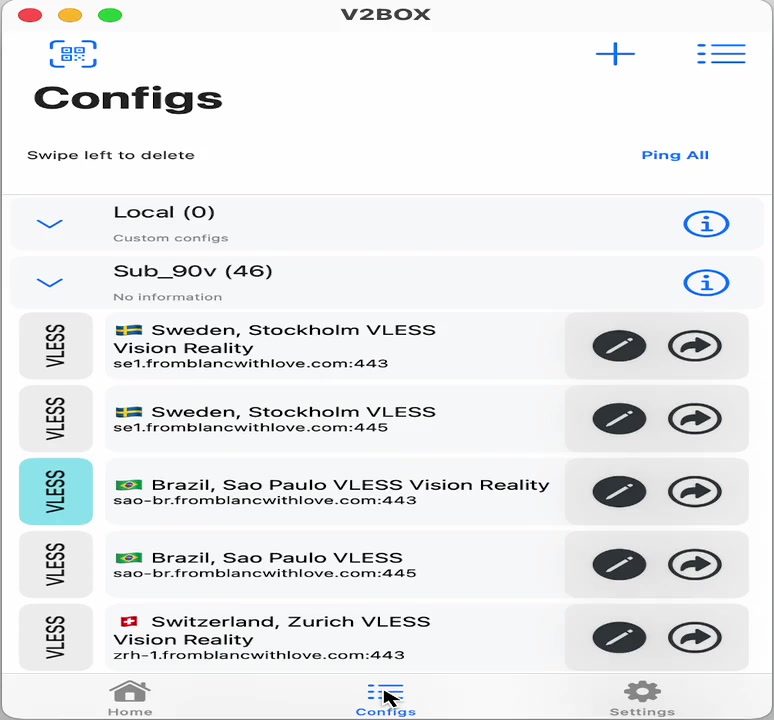 V2BOX
Configs
Swipe left to delete
Ping All
Local (0)
Custom configs
Sub_90v (46)
No information
VLESS
Sweden, Stockholm VLESS
Vision Reality
se1.fromblancwithlove.com:443
VLESS
Sweden, Stockholm VLESS
se1.fromblancwithlove.com:445
VLESS
Brazil, Sao Paulo VLESS Vision Reality
sao-br.fromblancwithlove.com:443
VLESS
Brazil, Sao Paulo VLESS
sao-br.fromblancwithlove.com:445
VLESS
Switzerland, Zurich VLESS
Vision Reality
zrh-1.fromblancwithlove.com:443
Home
Configs
Settings